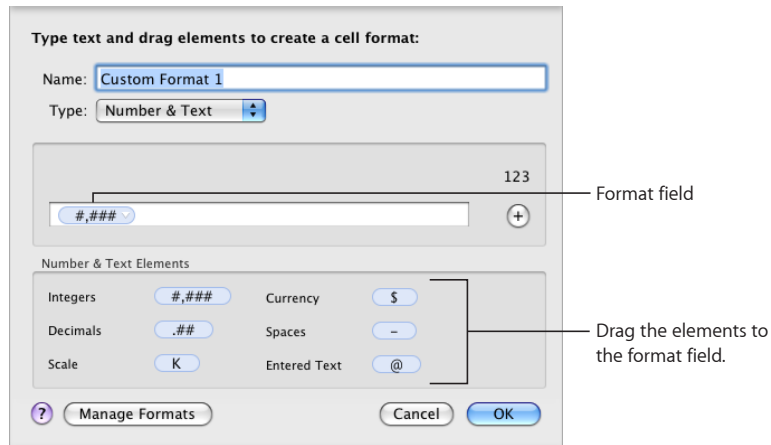 Type text and drag elements to create a cell format:
Name: Custom Format 1
Type: Number & Text
123
Format field
#,###
+
Number & Text Elements
Integers #,### Currency $
Decimals .## Spaces –
Scale K Entered Text @
Drag the elements to
the format field.
? Manage Formats Cancel OK